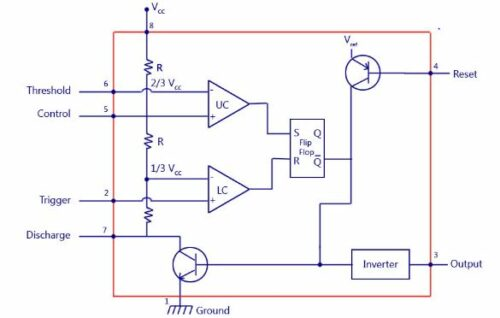 Vcc
8
Vref
R
4
Reset
Threshold
6
2/3 Vcc
-
UC
Control
5
+
S Q
Flip
Flop
R Q̅
R
1/3 Vcc
-
LC
Trigger
2
+
Discharge
7
Inverter
3
Output
1
Ground